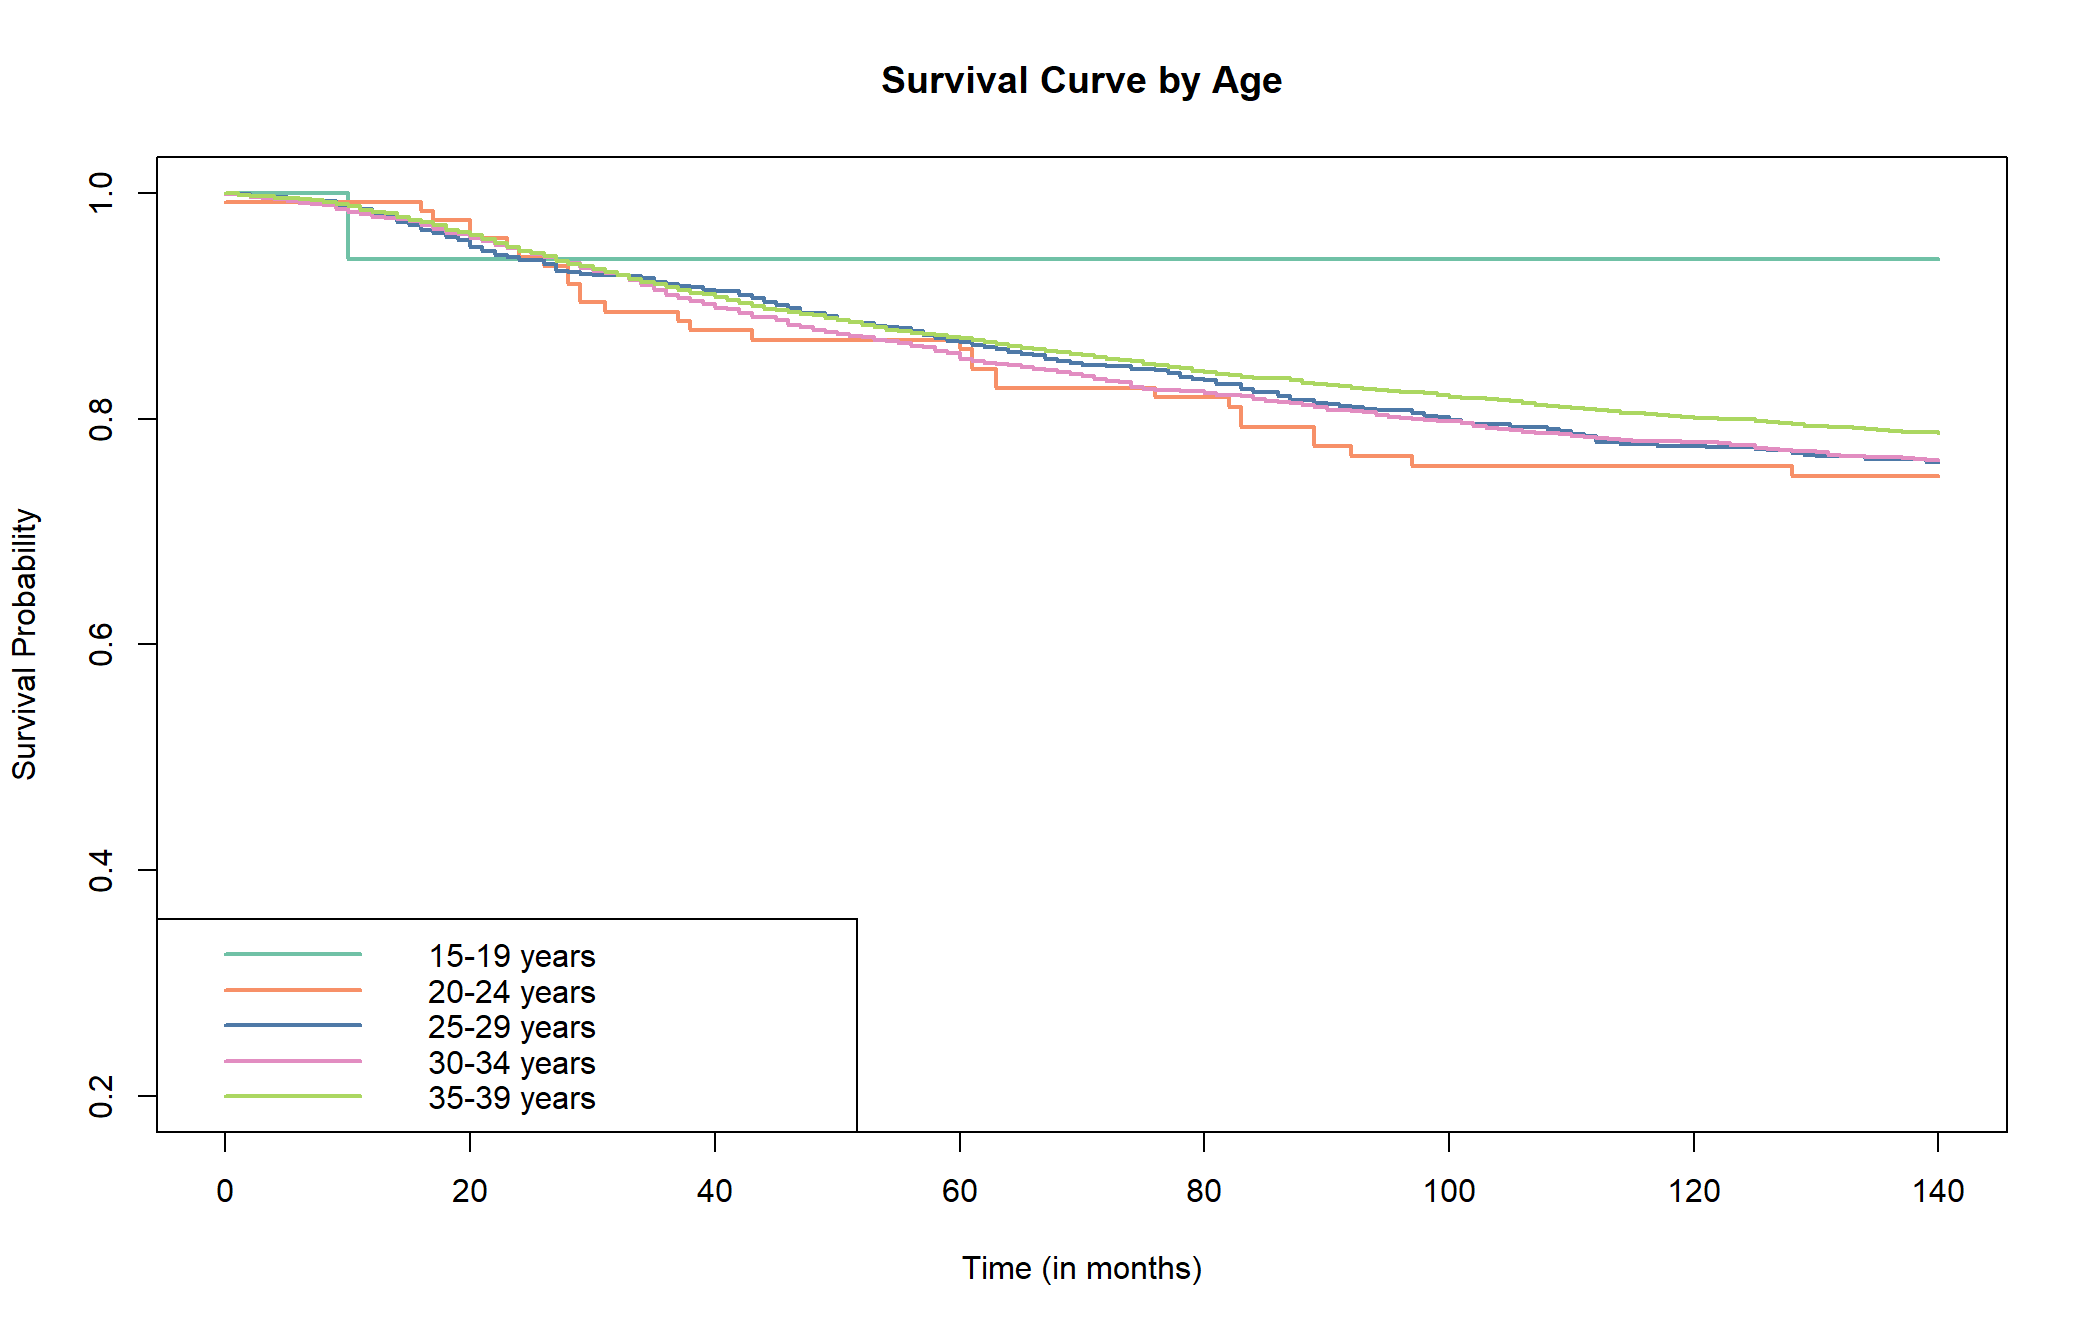 Survival Curve by Age
Survival Probability
1.0
0.8
0.6
0.4
0.2
15-19 years
20-24 years
25-29 years
30-34 years
35-39 years
0 20 40 60 80 100 120 140
Time (in months)